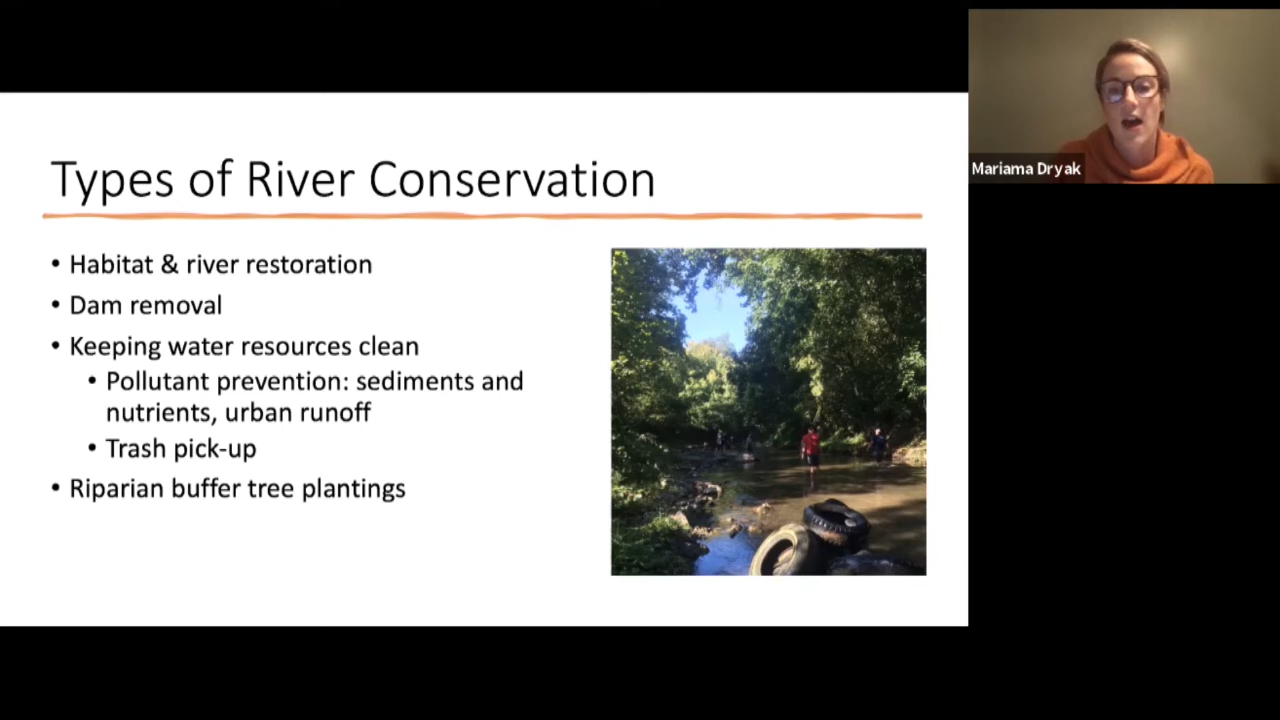 Types of River Conservation
• Habitat & river restoration
• Dam removal
• Keeping water resources clean
• Pollutant prevention: sediments and
nutrients, urban runoff
• Trash pick-up
• Riparian buffer tree plantings
Mariama Dryak